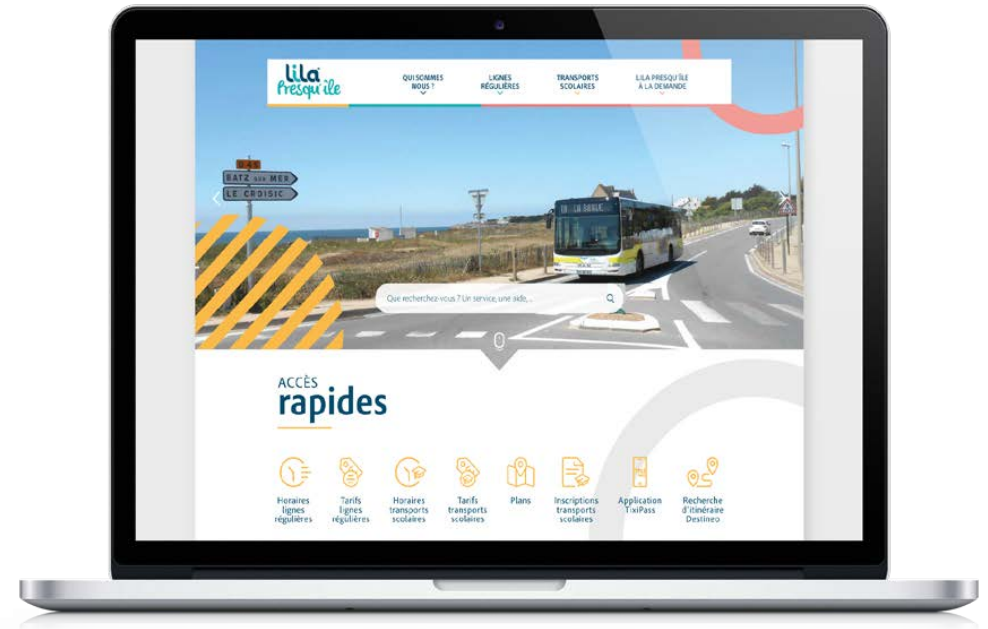 lila
Presqu'île
QUI SOMMES
NOUS ?
LIGNES
RÉGULIÈRES
TRANSPORTS
SCOLAIRES
LILA PRESQU'ÎLE
À LA DEMANDE
D 45
BATZ SUR MER
LE CROISIC
Que recherchez-vous ? Un service, une aide, ...
ACCÈS
rapides
Horaires
lignes
régulières
Tarifs
lignes
régulières
Horaires
transports
scolaires
Tarifs
transports
scolaires
Plans
Inscriptions
transports
scolaires
Application
TixiPass
Recherche
d'itinéraire
Destineo